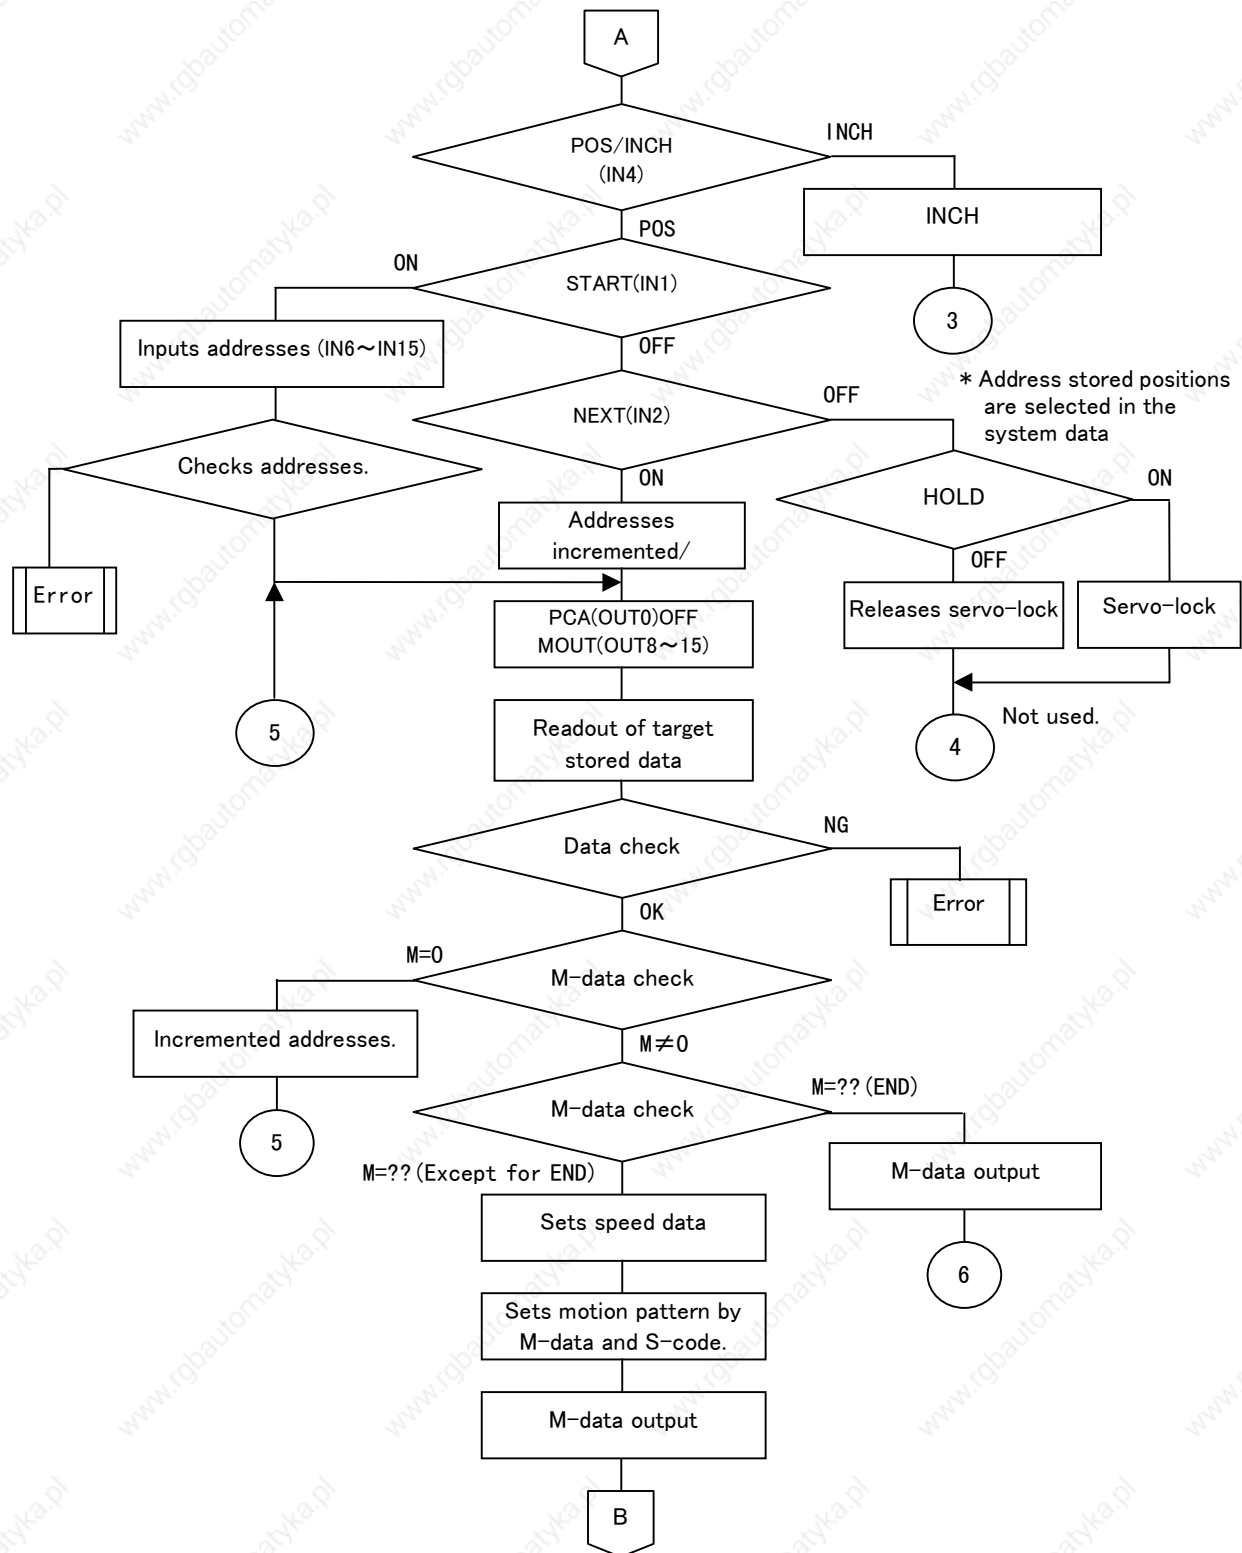 A
POS/INCH
(IN4)
INCH
INCH
POS
3
ON
START(IN1)
OFF
Inputs addresses (IN6～IN15)
* Address stored positions
are selected in the
system data
NEXT(IN2)
OFF
ON
Checks addresses.
HOLD
ON
OFF
Addresses
incremented/
Error
Releases servo-lock
Servo-lock
PCA(OUT0)OFF
MOUT(OUT8～15)
5
Not used.
4
Readout of target
stored data
Data check
NG
Error
OK
M=0
M-data check
Incremented addresses.
M≠0
5
M-data check
M=??(END)
M-data output
6
M=??(Except for END)
Sets speed data
Sets motion pattern by
M-data and S-code.
M-data output
B
www.rgbautomatyka.pl